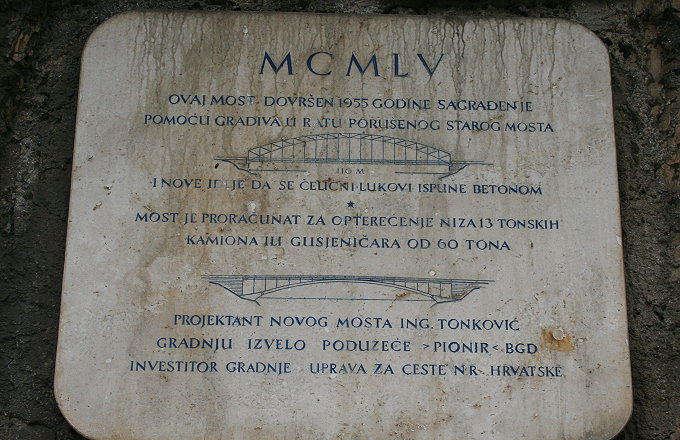 MCMLV
OVAJ MOST DOVRŠEN 1955 GODINE SAGRAĐEN JE
POMOĆU GRADIVA U RATU PORUŠENOG STAROG MOSTA
110 M
I NOVE IDEJE DA SE ČELIČNI LUKOVI ISPUNE BETONOM
★
MOST JE PRORAČUNAT ZA OPTEREĆENJE NIZA 13 TONSKIH
KAMIONA ILI GUSJENIČARA OD 60 TONA
PROJEKTANT NOVOG MOSTA ING. TONKOVIĆ
GRADNJU IZVELO PODUZEĆE >PIONIR< BGD
INVESTITOR GRADNJE UPRAVA ZA CESTE N.R. HRVATSKE